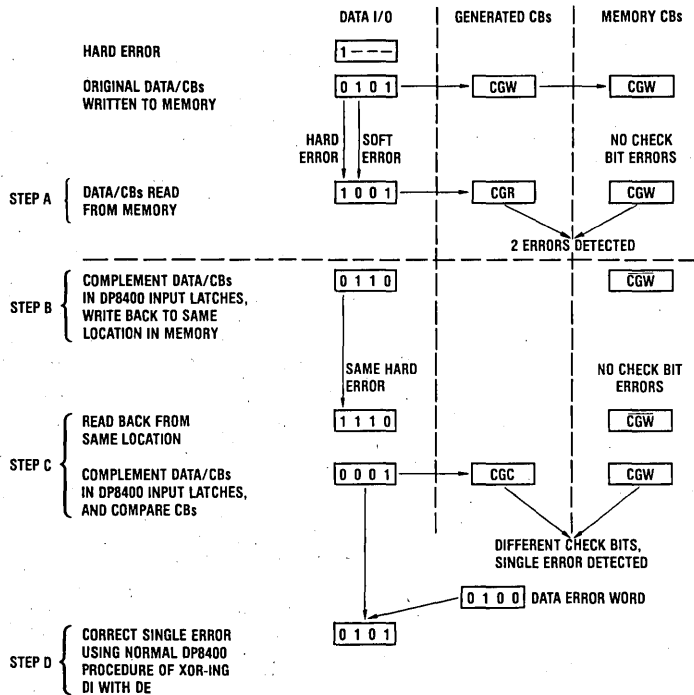 DATA I/O GENERATED CBs MEMORY CBs
HARD ERROR
1 - - -
ORIGINAL DATA/CBs
WRITTEN TO MEMORY
0 1 0 1
CGW
CGW
HARD
ERROR
SOFT
ERROR
NO CHECK
BIT ERRORS
STEP A
DATA/CBs READ
FROM MEMORY
1 0 0 1
CGR
CGW
2 ERRORS DETECTED
STEP B
COMPLEMENT DATA/CBs
IN DP8400 INPUT LATCHES,
WRITE BACK TO SAME
LOCATION IN MEMORY
0 1 1 0
C̅G̅W̅
SAME HARD
ERROR
NO CHECK BIT
ERRORS
STEP C
READ BACK FROM
SAME LOCATION
1 1 1 0
C̅G̅W̅
COMPLEMENT DATA/CBs
IN DP8400 INPUT LATCHES,
AND COMPARE CBs
0 0 0 1
CGC
CGW
DIFFERENT CHECK BITS,
SINGLE ERROR DETECTED
0 1 0 0 DATA ERROR WORD
STEP D
CORRECT SINGLE ERROR
USING NORMAL DP8400
PROCEDURE OF XOR-ING
DI WITH DE
0 1 0 1